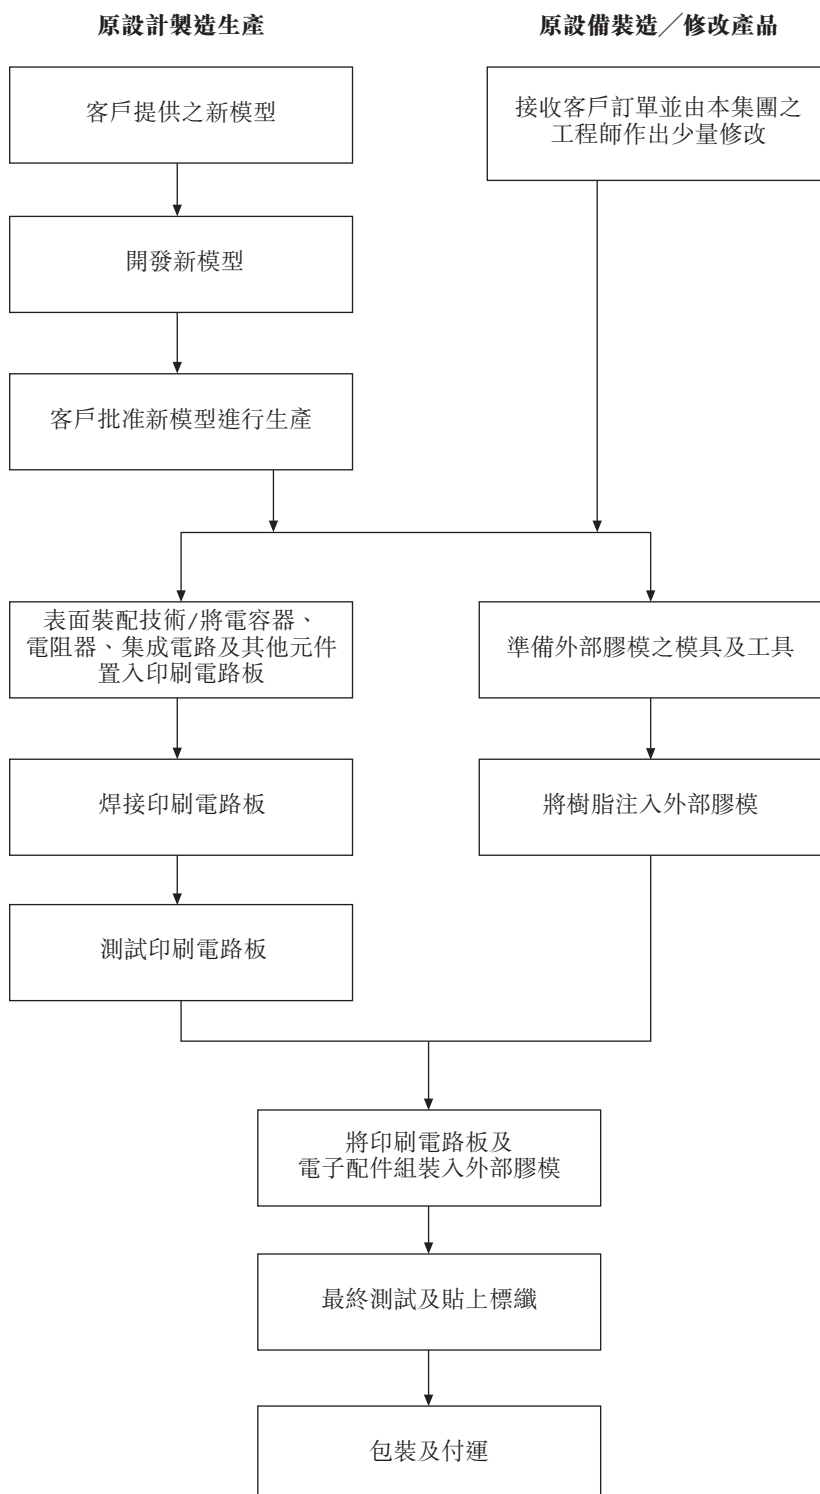 原設計製造生產
原設備裝造／修改產品
客戶提供之新模型
接收客戶訂單並由本集團之
工程師作出少量修改
開發新模型
客戶批准新模型進行生產
表面裝配技術/將電容器、
電阻器、集成電路及其他元件
置入印刷電路板
準備外部膠模之模具及工具
焊接印刷電路板
將樹脂注入外部膠模
測試印刷電路板
將印刷電路板及
電子配件組裝入外部膠模
最終測試及貼上標纖
包裝及付運